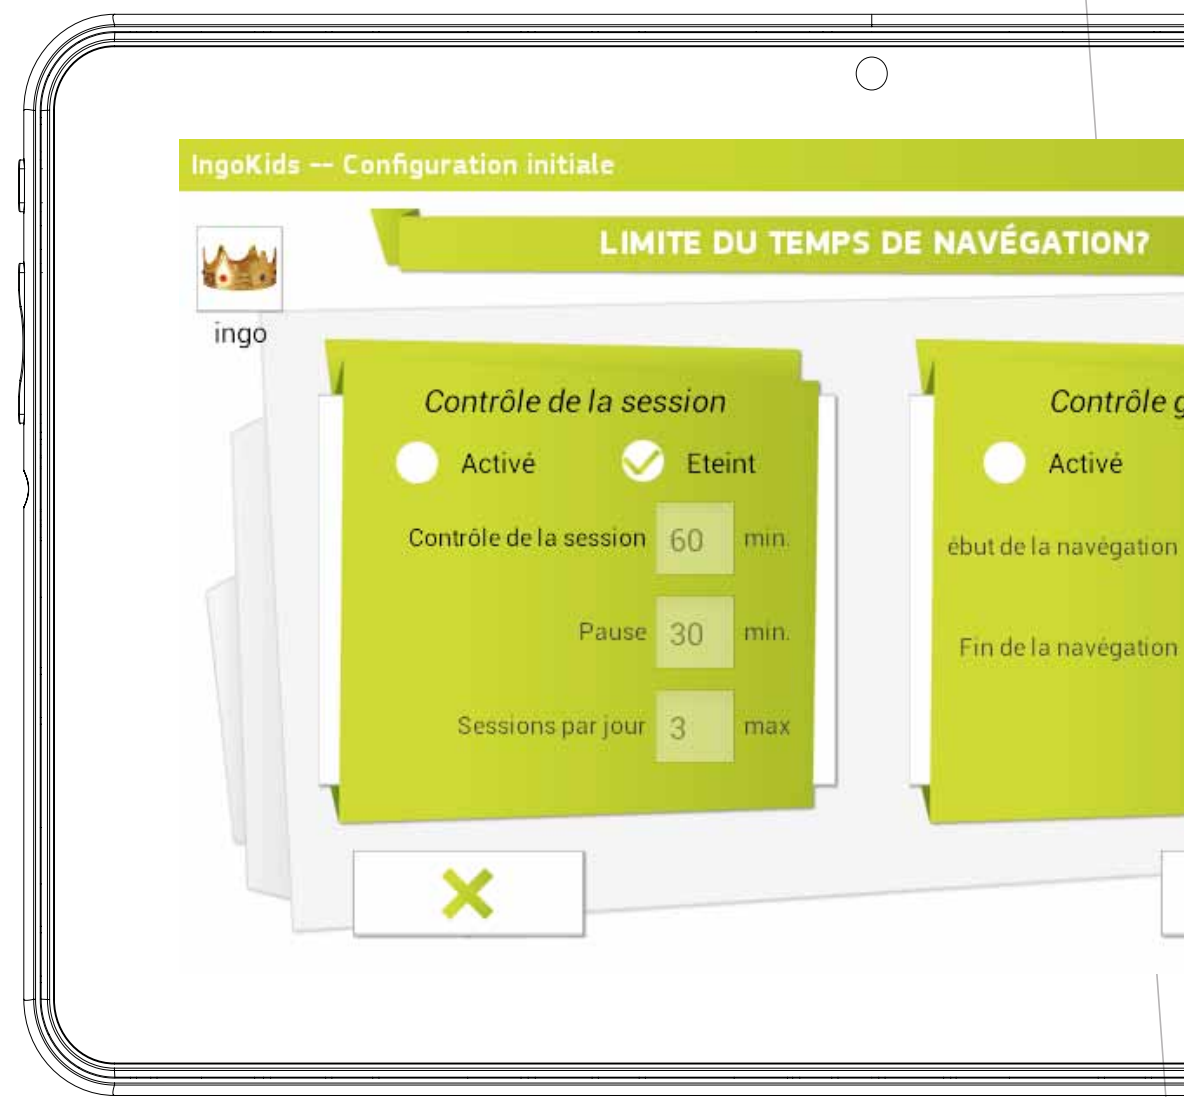 IngoKids -- Configuration initiale
LIMITE DU TEMPS DE NAVÉGATION?
ingo
Contrôle de la session
Activé
Eteint
Contrôle de la session 60 min.
Pause 30 min.
Sessions par jour 3 max
Contrôle g
Activé
ébut de la navégation
Fin de la navégation